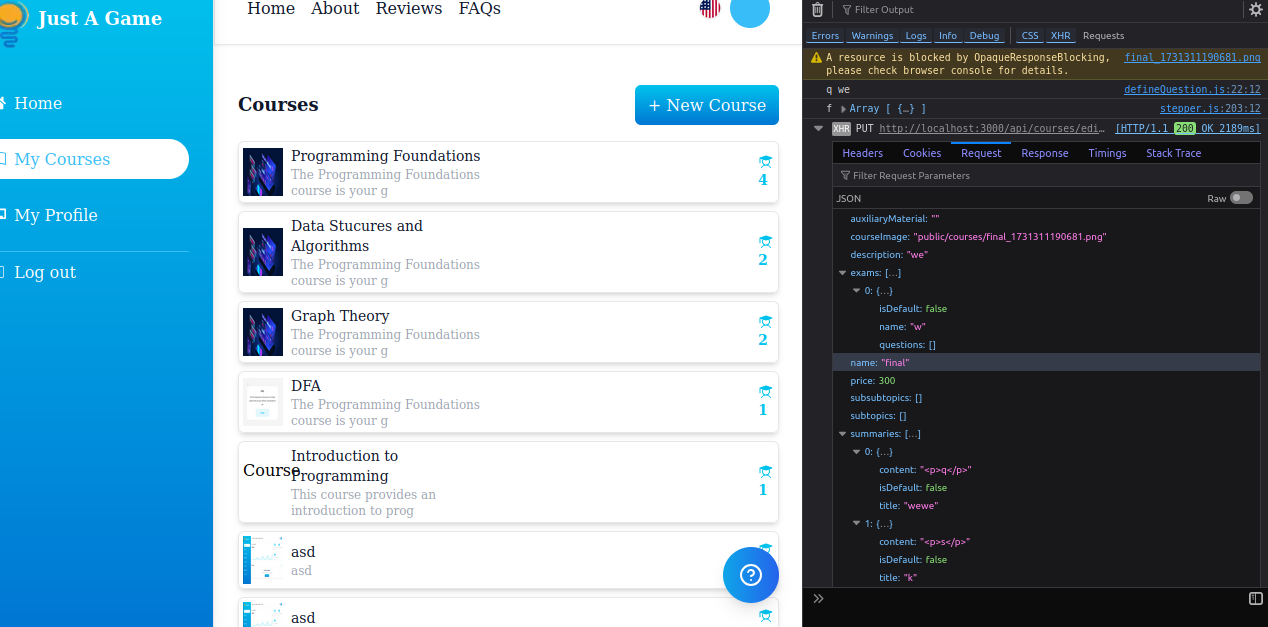 Just A Game
Home
My Courses
My Profile
Log out
Home About Reviews FAQs
Courses
+ New Course
Programming Foundations
The Programming Foundations
course is your g
4
Data Stucures and
Algorithms
The Programming Foundations
course is your g
2
Graph Theory
The Programming Foundations
course is your g
2
DFA
The Programming Foundations
course is your g
1
Course
Introduction to
Programming
This course provides an
introduction to prog
1
asd
asd
asd
Filter Output
Errors Warnings Logs Info Debug CSS XHR Requests
A resource is blocked by OpaqueResponseBlocking, final_1731311190681.png
please check browser console for details.
q we defineQuestion.js:22:12
f Array [ {…} ] stepper.js:203:12
XHR PUT http://localhost:3000/api/courses/edi… [HTTP/1.1 200 OK 2189ms]
Headers Cookies Request Response Timings Stack Trace
Filter Request Parameters
JSON Raw
auxiliaryMaterial: ""
courseImage: "public/courses/final_1731311190681.png"
description: "we"
exams: […]
0: {…}
isDefault: false
name: "w"
questions: []
name: "final"
price: 300
subsubtopics: []
subtopics: []
summaries: […]
0: {…}
content: "<p>q</p>"
isDefault: false
title: "wewe"
1: {…}
content: "<p>s</p>"
isDefault: false
title: "k"